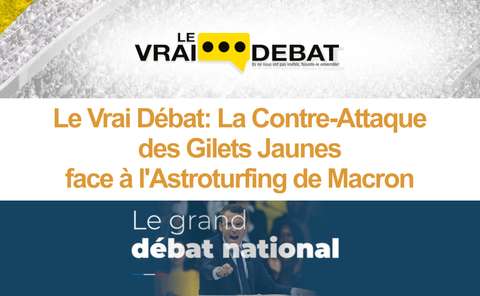 LE
VRAI DEBAT
Le Vrai Débat: La Contre-Attaque
des Gilets Jaunes
face à l'Astroturfing de Macron
Le grand
débat national